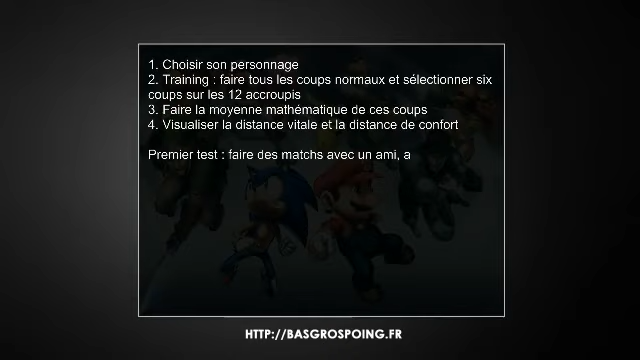 1. Choisir son personnage
2. Training : faire tous les coups normaux et sélectionner six
coups sur les 12 accroupis
3. Faire la moyenne mathématique de ces coups
4. Visualiser la distance vitale et la distance de confort
Premier test : faire des matchs avec un ami, a
HTTP://BASGROSPOING.FR